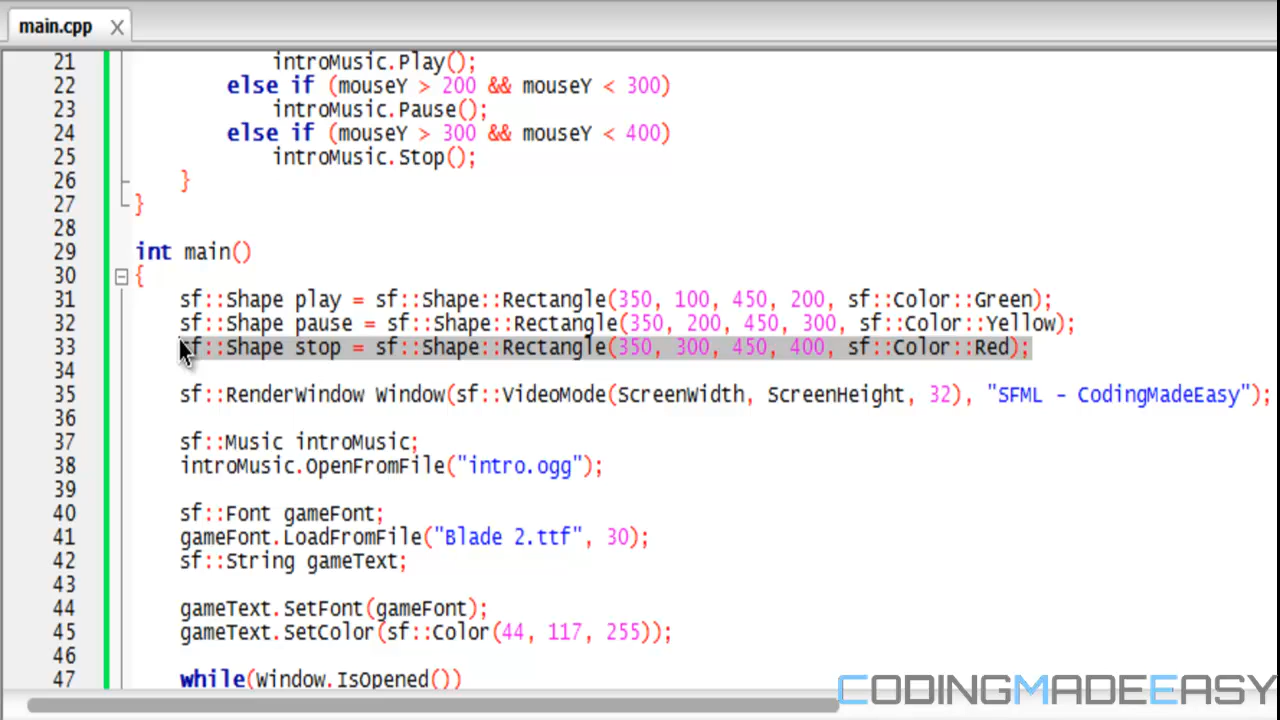 main.cpp
21 introMusic.Play();
22 else if (mouseY > 200 && mouseY < 300)
23 introMusic.Pause();
24 else if (mouseY > 300 && mouseY < 400)
25 introMusic.Stop();
26 }
27 }
28
29 int main()
30 {
31 sf::Shape play = sf::Shape::Rectangle(350, 100, 450, 200, sf::Color::Green);
32 sf::Shape pause = sf::Shape::Rectangle(350, 200, 450, 300, sf::Color::Yellow);
33 sf::Shape stop = sf::Shape::Rectangle(350, 300, 450, 400, sf::Color::Red);
34
35 sf::RenderWindow Window(sf::VideoMode(ScreenWidth, ScreenHeight, 32), "SFML - CodingMadeEasy");
36
37 sf::Music introMusic;
38 introMusic.OpenFromFile("intro.ogg");
39
40 sf::Font gameFont;
41 gameFont.LoadFromFile("Blade 2.ttf", 30);
42 sf::String gameText;
43
44 gameText.SetFont(gameFont);
45 gameText.SetColor(sf::Color(44, 117, 255));
46
47 while(Window.IsOpened())
CODINGMADEEASY